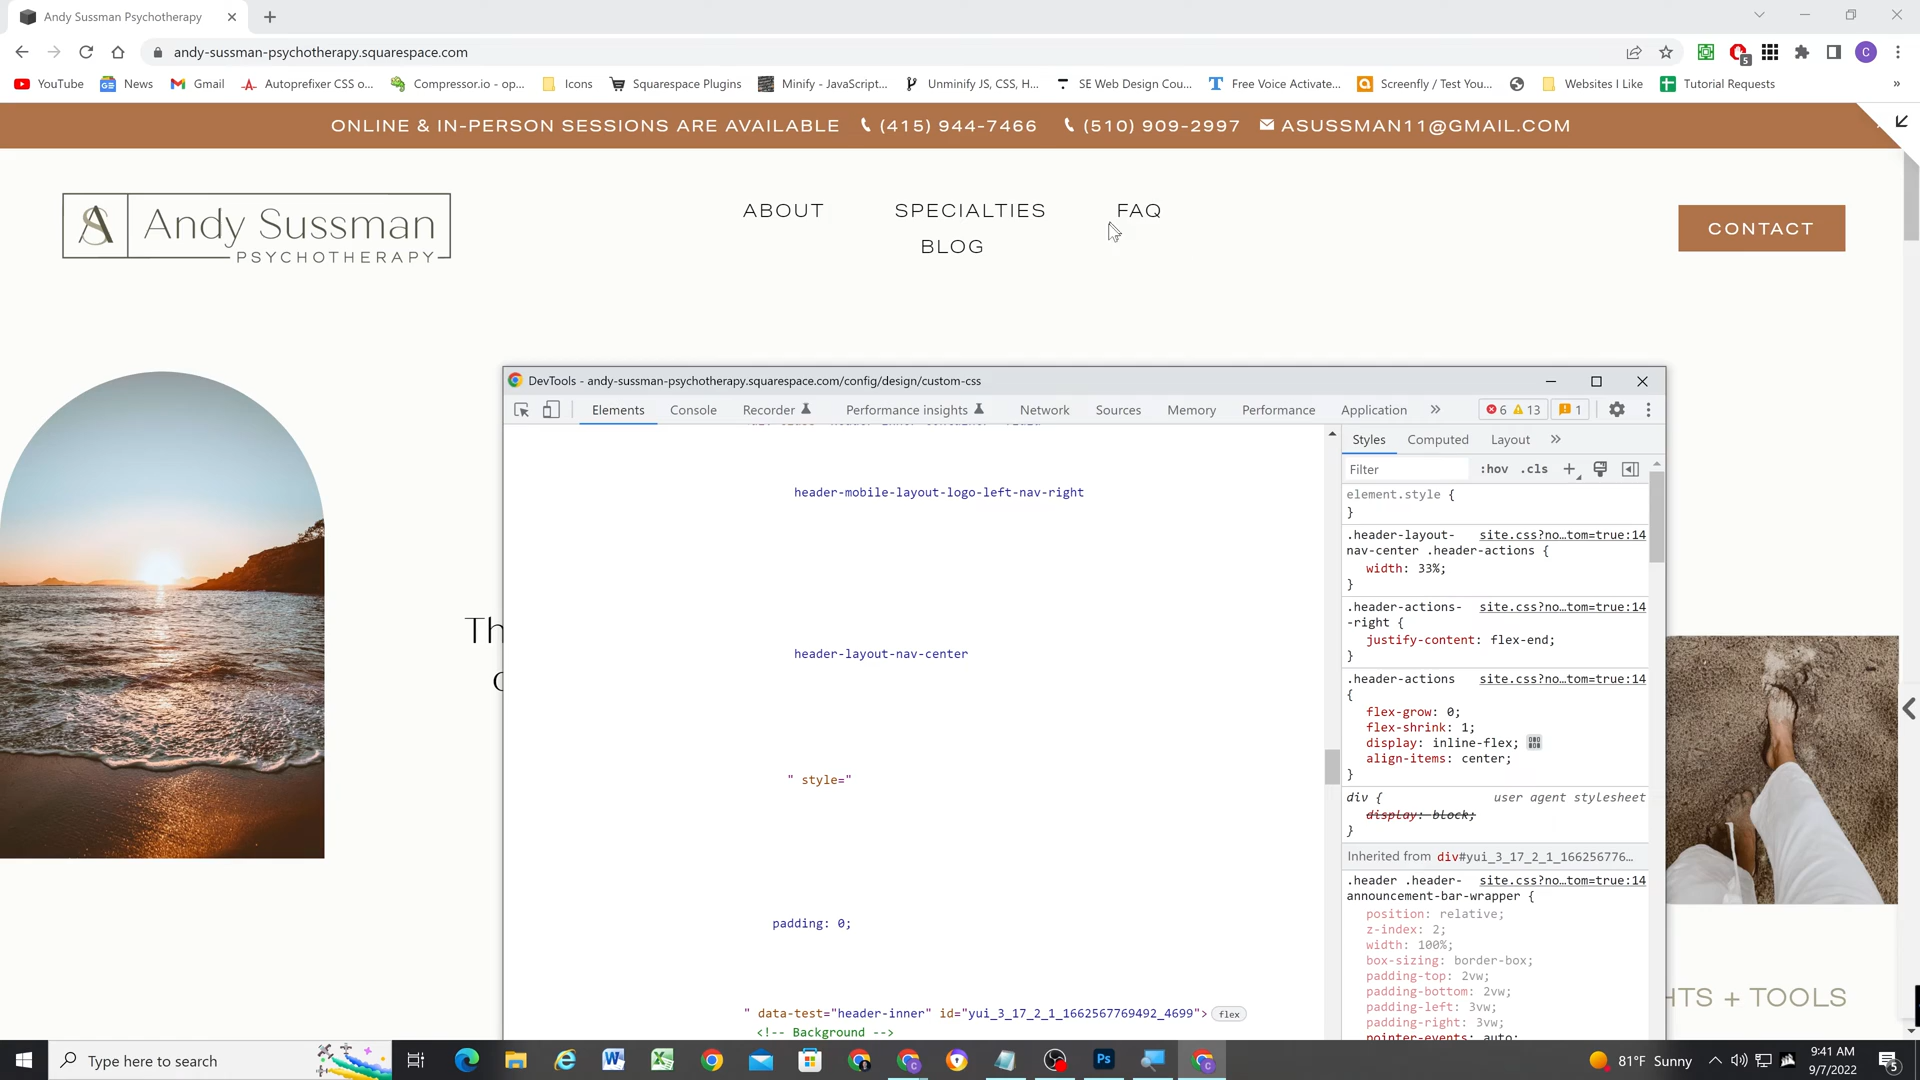 Andy Sussman Psychotherapy
andy-sussman-psychotherapy.squarespace.com
C
YouTube News Gmail Autoprefixer CSS o... Compressor.io - op... Icons Squarespace Plugins Minify - JavaScript... Unminify JS, CSS, H... SE Web Design Cou... Free Voice Activate... Screenfly / Test You... Websites I Like Tutorial Requests »
ONLINE & IN-PERSON SESSIONS ARE AVAILABLE (415) 944-7466 (510) 909-2997 ASUSSMAN11@GMAIL.COM
ABOUT SPECIALTIES FAQ
BLOG
Andy Sussman
PSYCHOTHERAPY
CONTACT
DevTools - andy-sussman-psychotherapy.squarespace.com/config/design/custom-css
Elements Console Recorder Performance insights Network Sources Memory Performance Application » 6 13 1
header-mobile-layout-logo-left-nav-right
header-layout-nav-center
" style="
padding: 0;
" data-test="header-inner" id="yui_3_17_2_1_1662567769492_4699"> flex
<!-- Background -->
Styles Computed Layout »
Filter :hov .cls
element.style {
}
.header-layout- site.css?no…tom=true:14
nav-center .header-actions {
width: 33%;
}
.header-actions- site.css?no…tom=true:14
-right {
justify-content: flex-end;
}
.header-actions site.css?no…tom=true:14
{
flex-grow: 0;
flex-shrink: 1;
display: inline-flex;
align-items: center;
}
div { user agent stylesheet
display: block;
}
Inherited from div#yui_3_17_2_1_166256776…
.header .header- site.css?no…tom=true:14
announcement-bar-wrapper {
position: relative;
z-index: 2;
width: 100%;
box-sizing: border-box;
padding-top: 2vw;
padding-bottom: 2vw;
padding-left: 3vw;
padding-right: 3vw;
pointer-events: auto;
Th
HTS + TOOLS
Type here to search
81°F Sunny
9:41 AM
9/7/2022
5